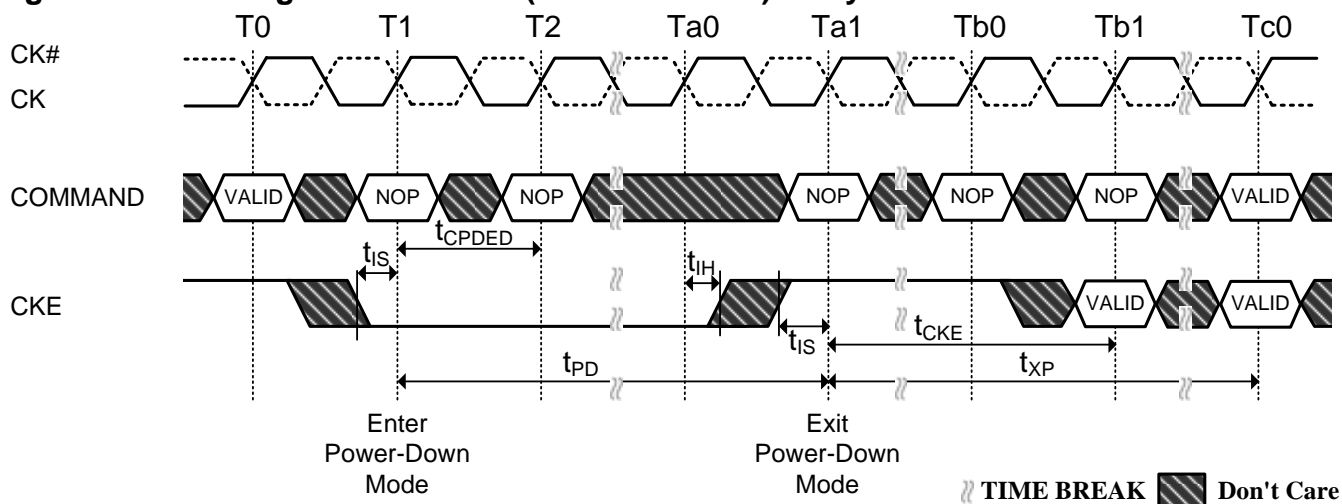 T0 T1 T2 Ta0 Ta1 Tb0 Tb1 Tc0
CK#
CK
COMMAND VALID NOP NOP NOP NOP NOP VALID
tCPDED
tIS tIH
CKE VALID VALID
tIS tCKE
tPD tXP
Enter
Power-Down
Mode
Exit
Power-Down
Mode
TIME BREAK Don't Care